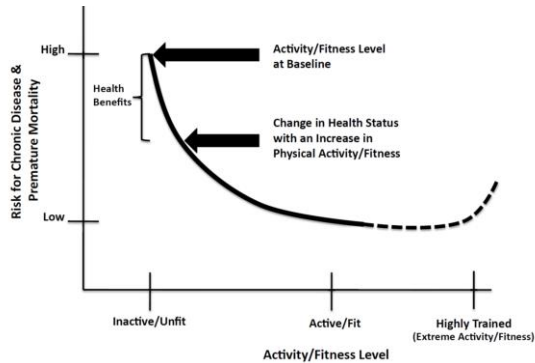 Risk for Chronic Disease &
Premature Mortality
High
Low
Health
Benefits
Activity/Fitness Level
at Baseline
Change in Health Status
with an Increase in
Physical Activity/Fitness
Inactive/Unfit
Active/Fit
Highly Trained
(Extreme Activity/Fitness)
Activity/Fitness Level